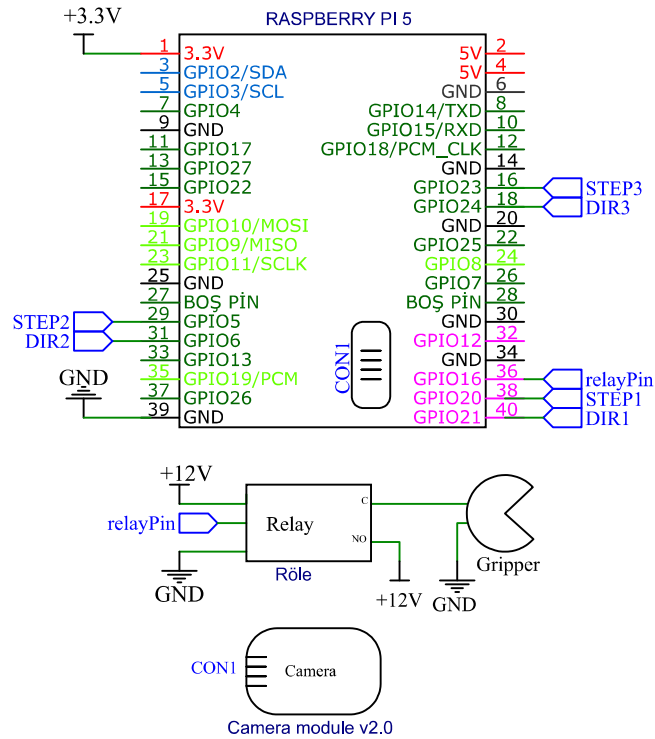 RASPBERRY PI 5
+3.3V
1 3.3V 5V 2
3 GPIO2/SDA 5V 4
5 GPIO3/SCL GND 6
7 GPIO4 GPIO14/TXD 8
9 GND GPIO15/RXD 10
11 GPIO17 GPIO18/PCM_CLK 12
13 GPIO27 GND 14
15 GPIO22 GPIO23 16 STEP3
17 3.3V GPIO24 18 DIR3
19 GPIO10/MOSI GND 20
21 GPIO9/MISO GPIO25 22
23 GPIO11/SCLK GPIO8 24
25 GND GPIO7 26
27 BOŞ PİN BOŞ PİN 28
STEP2 29 GPIO5 GND 30
DIR2 31 GPIO6 GPIO12 32
33 GPIO13 GND 34
GND 35 GPIO19/PCM GPIO16 36 relayPin
37 GPIO26 GPIO20 38 STEP1
39 GND GPIO21 40 DIR1
CON1
+12V
relayPin
GND
Relay
C
NO
Röle
+12V
GND
Gripper
CON1
Camera
Camera module v2.0